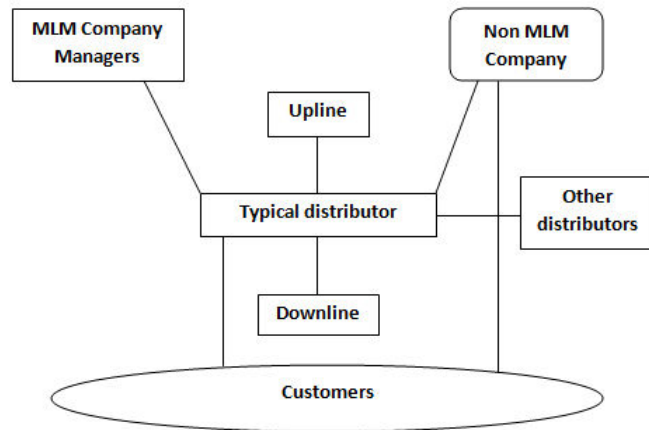 MLM Company
Managers
Non MLM
Company
Upline
Typical distributor
Other
distributors
Downline
Customers